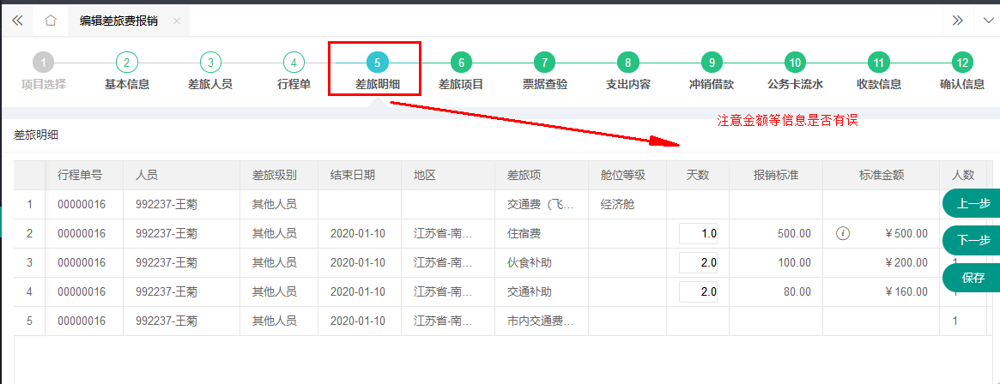 编辑差旅费报销 ×
1 2 3 4 5 6 7 8 9 10 11 12
项目选择 基本信息 差旅人员 行程单 差旅明细 差旅项目 票据查验 支出内容 冲销借款 公务卡流水 收款信息 确认信息
注意金额等信息是否有误
差旅明细
行程单号 人员 差旅级别 结束日期 地区 差旅项 舱位等级 天数 报销标准 标准金额 人数
1 00000016 992237-王菊 其他人员 交通费（飞... 经济舱 上一步
2 00000016 992237-王菊 其他人员 2020-01-10 江苏省-南... 住宿费 1.0 500.00 i ￥500.00 下一步
3 00000016 992237-王菊 其他人员 2020-01-10 江苏省-南... 伙食补助 2.0 100.00 ￥200.00 1
保存
4 00000016 992237-王菊 其他人员 2020-01-10 江苏省-南... 交通补助 2.0 80.00 ￥160.00
5 00000016 992237-王菊 其他人员 2020-01-10 江苏省-南... 市内交通费... 1